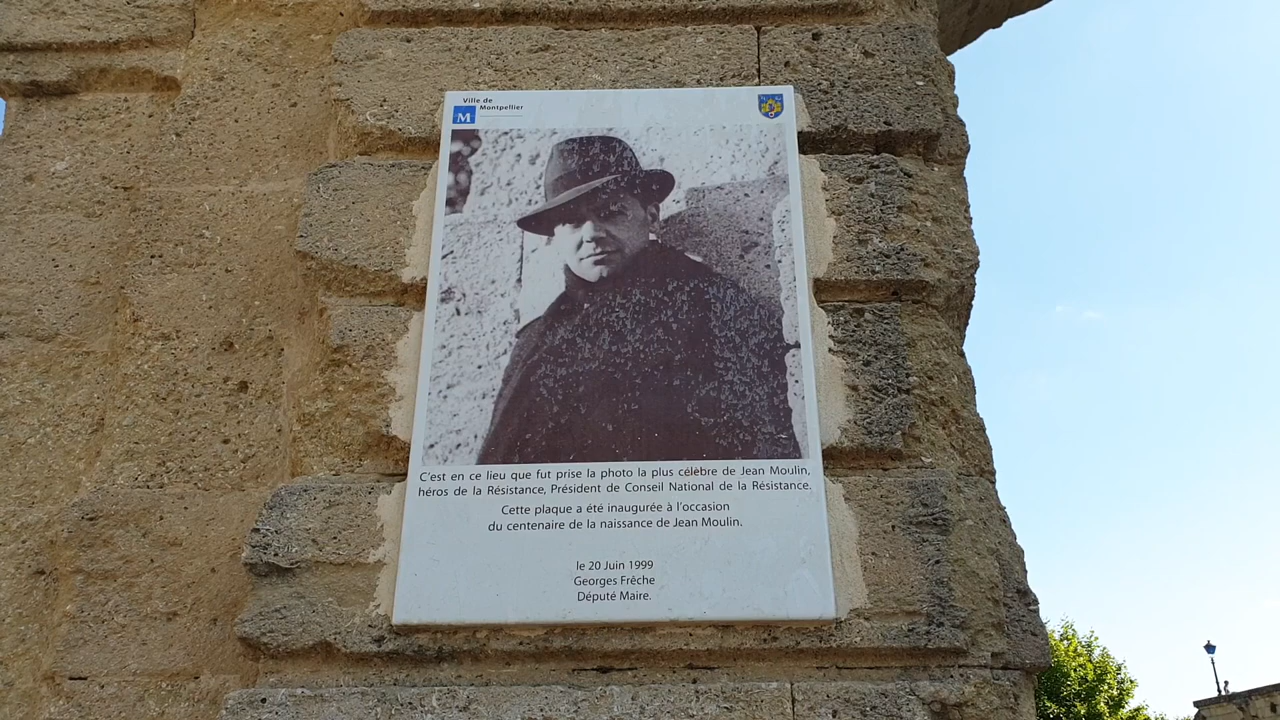 Ville de
Montpellier
M
C'est en ce lieu que fut prise la photo la plus célèbre de Jean Moulin,
héros de la Résistance, Président de Conseil National de la Résistance.
Cette plaque a été inaugurée à l'occasion
du centenaire de la naissance de Jean Moulin.
le 20 Juin 1999
Georges Frêche
Député Maire.